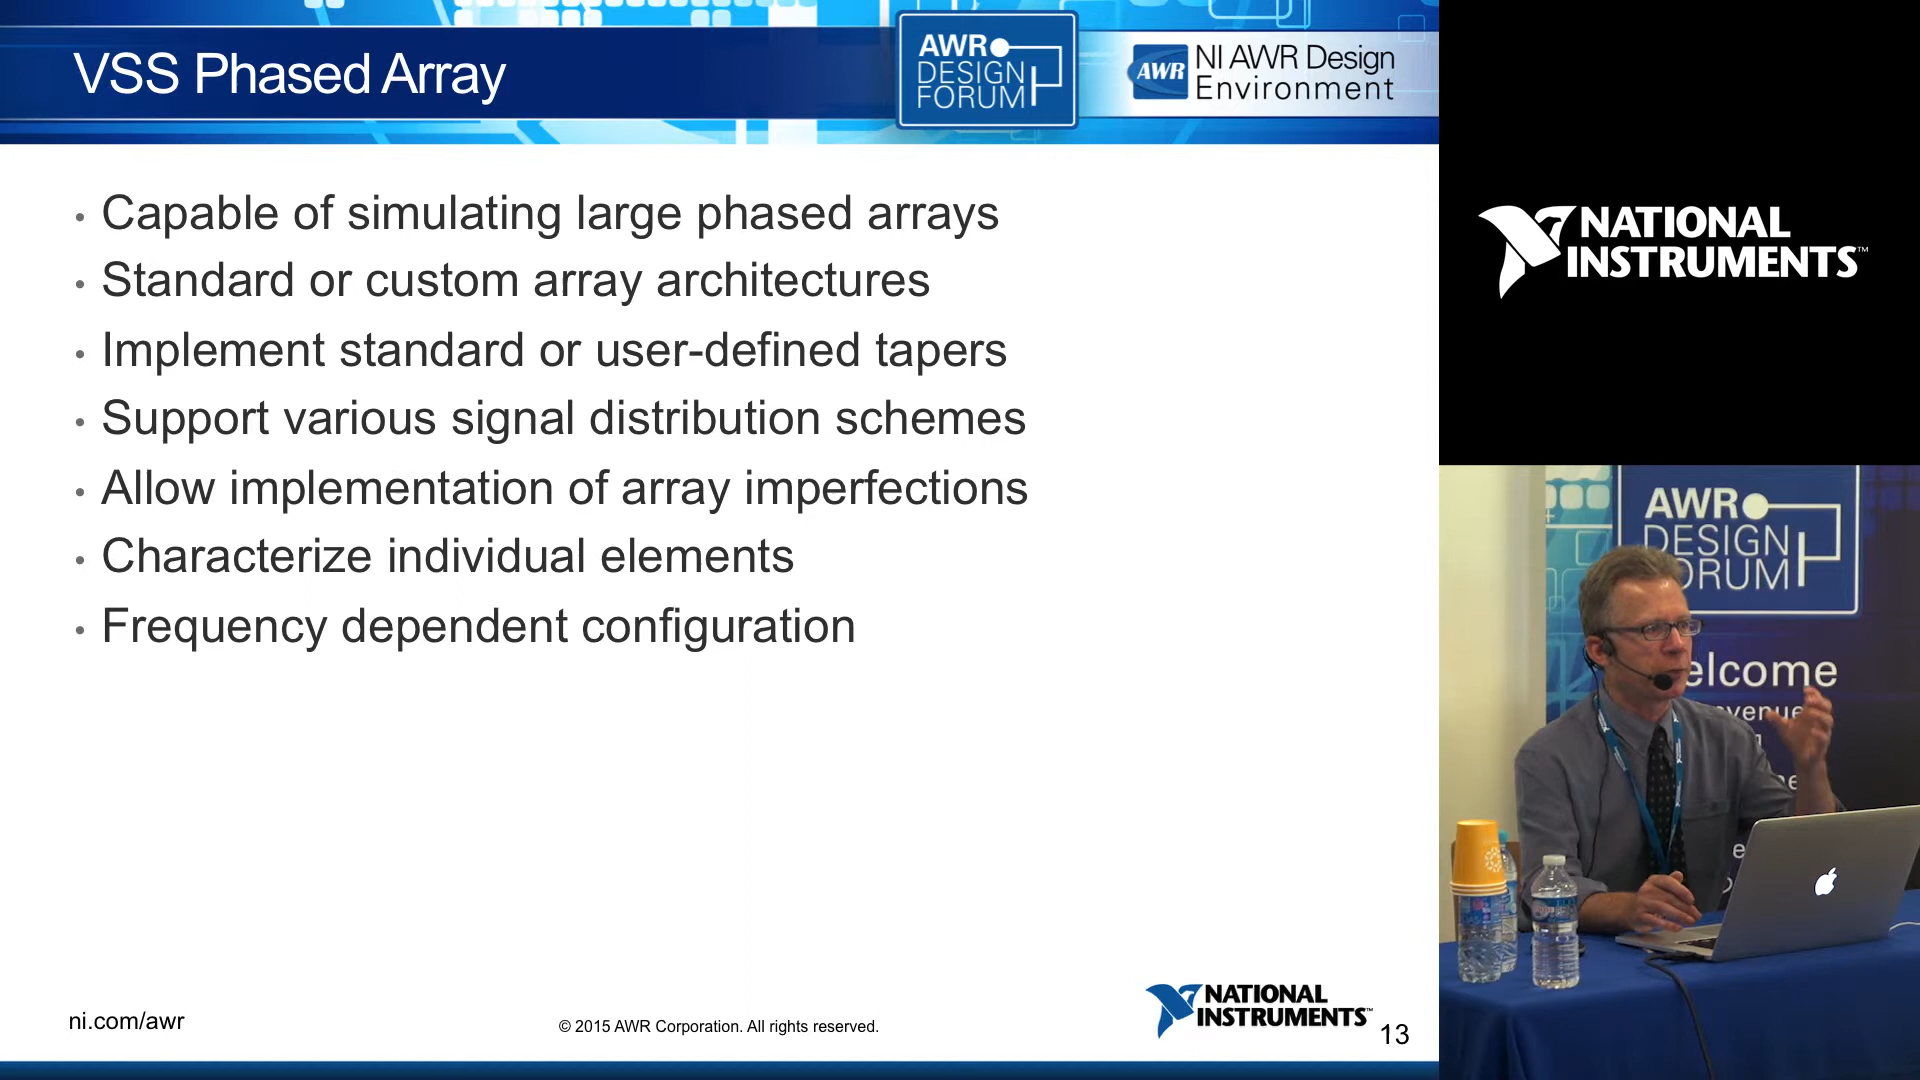 VSS Phased Array
AWR
DESIGN
FORUM
AWR
NI AWR Design
Environment
• Capable of simulating large phased arrays
• Standard or custom array architectures
• Implement standard or user-defined tapers
• Support various signal distribution schemes
• Allow implementation of array imperfections
• Characterize individual elements
• Frequency dependent configuration
ni.com/awr
© 2015 AWR Corporation. All rights reserved.
NATIONAL
INSTRUMENTS™
13
NATIONAL
INSTRUMENTS™
AWR
DESIGN
ORUM
elcome